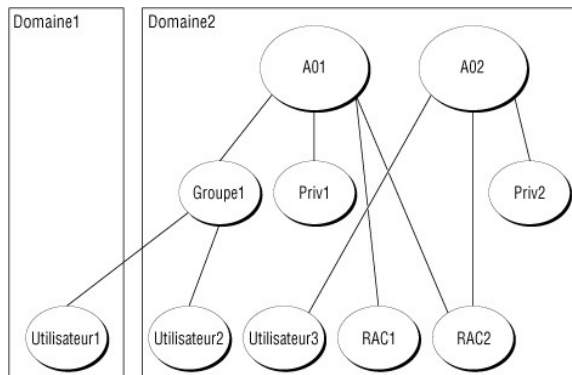 Domaine1
Domaine2
A01
A02
Groupe1
Priv1
Priv2
Utilisateur1
Utilisateur2
Utilisateur3
RAC1
RAC2